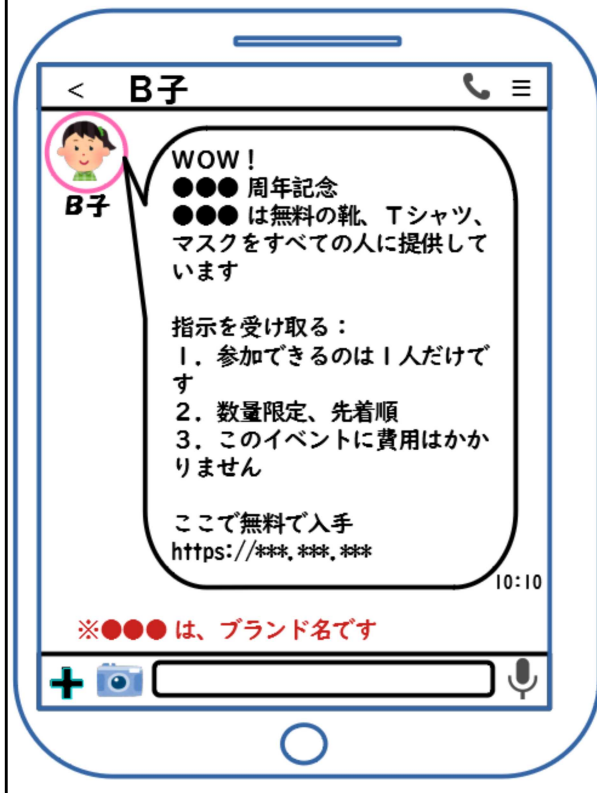 < B子
B子
WOW！
●●● 周年記念
●●● は無料の靴、Tシャツ、
マスクをすべての人に提供して
います
指示を受け取る：
1．参加できるのは1人だけで
す
2．数量限定、先着順
3．このイベントに費用はかか
りません
ここで無料で入手
https://***.***.***
10:10
※●●● は、ブランド名です